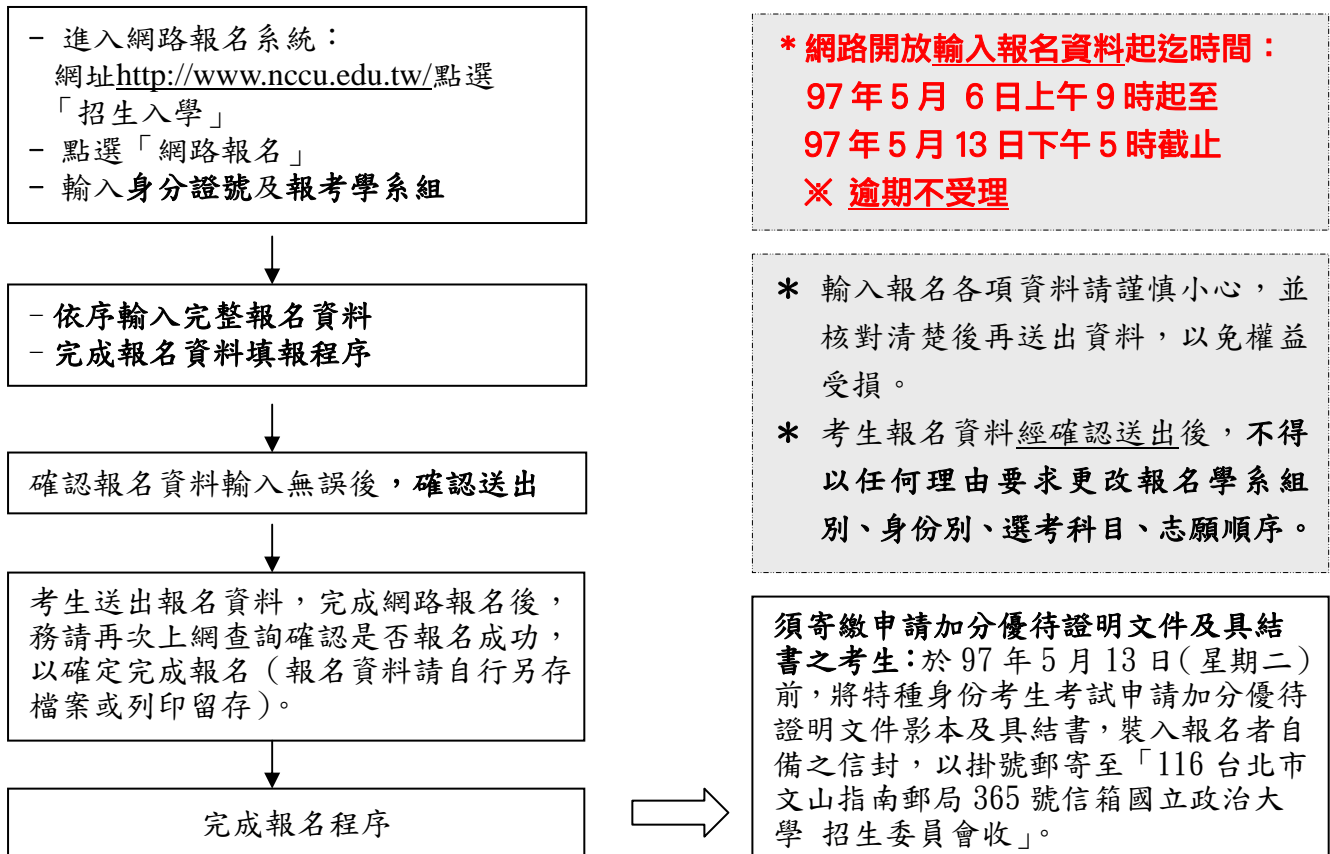 - 進入網路報名系統：
網址http://www.nccu.edu.tw/點選
「招生入學」
- 點選「網路報名」
- 輸入身分證號及報考學系組
- 依序輸入完整報名資料
- 完成報名資料填報程序
確認報名資料輸入無誤後，確認送出
考生送出報名資料，完成網路報名後，
務請再次上網查詢確認是否報名成功，
以確定完成報名（報名資料請自行另存
檔案或列印留存）。
完成報名程序
＊網路開放輸入報名資料起迄時間：
97 年 5 月 6 日上午 9 時起至
97 年 5 月 13 日下午 5 時截止
※ 逾期不受理
＊ 輸入報名各項資料請謹慎小心，並
核對清楚後再送出資料，以免權益
受損。
＊ 考生報名資料經確認送出後，不得
以任何理由要求更改報名學系組
別、身份別、選考科目、志願順序。
須寄繳申請加分優待證明文件及具結
書之考生：於 97 年 5 月 13 日（星期二）
前，將特種身份考生考試申請加分優待
證明文件影本及具結書，裝入報名者自
備之信封，以掛號郵寄至「116 台北市
文山指南郵局 365 號信箱國立政治大
學 招生委員會收」。